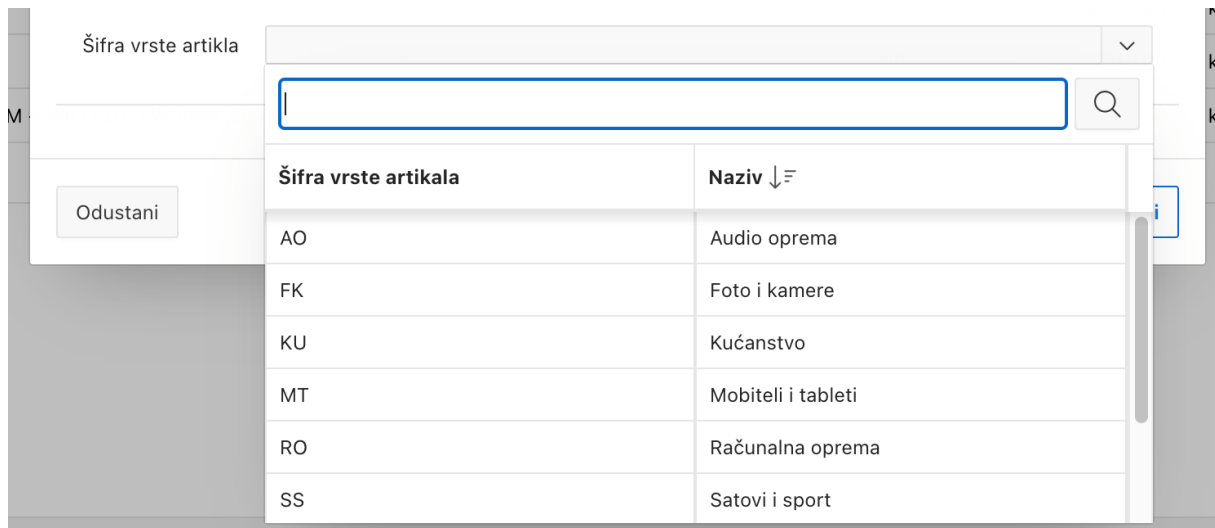 Šifra vrste artikla
M
Šifra vrste artikala Naziv
Odustani
AO Audio oprema
FK Foto i kamere
KU Kućanstvo
MT Mobiteli i tableti
RO Računalna oprema
SS Satovi i sport